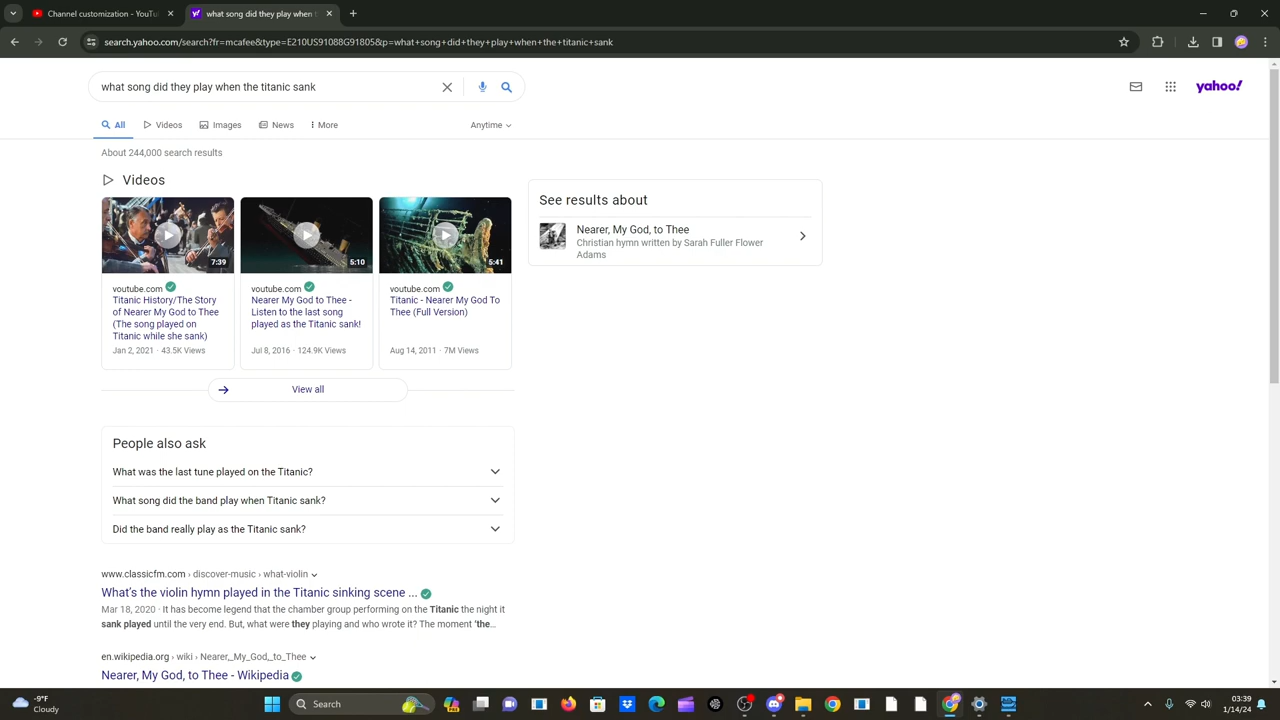 Channel customization - YouTu
what song did they play when t
search.yahoo.com/search?fr=mcafee&type=E210US91088G91805&p=what+song+did+they+play+when+the+titanic+sank
what song did they play when the titanic sank
yahoo!
All
Videos
Images
News
More
Anytime
About 244,000 search results
Videos
7:39
5:10
5:41
youtube.com
Titanic History/The Story
of Nearer My God to Thee
(The song played on
Titanic while she sank)
Jan 2, 2021 · 43.5K Views
youtube.com
Nearer My God to Thee -
Listen to the last song
played as the Titanic sank!
Jul 8, 2016 · 124.9K Views
youtube.com
Titanic - Nearer My God To
Thee (Full Version)
Aug 14, 2011 · 7M Views
View all
See results about
Nearer, My God, to Thee
Christian hymn written by Sarah Fuller Flower
Adams
People also ask
What was the last tune played on the Titanic?
What song did the band play when Titanic sank?
Did the band really play as the Titanic sank?
www.classicfm.com › discover-music › what-violin
What's the violin hymn played in the Titanic sinking scene ...
Mar 18, 2020 · It has become legend that the chamber group performing on the Titanic the night it
sank played until the very end. But, what were they playing and who wrote it? The moment 'the...
en.wikipedia.org › wiki › Nearer,_My_God,_to_Thee
Nearer, My God, to Thee - Wikipedia
-9°F
Cloudy
Search
03:39
1/14/24